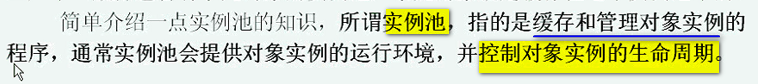 简单介绍一点实例池的知识，所谓实例池，指的是缓存和管理对象实例的
程序，通常实例池会提供对象实例的运行环境，并控制对象实例的生命周期。